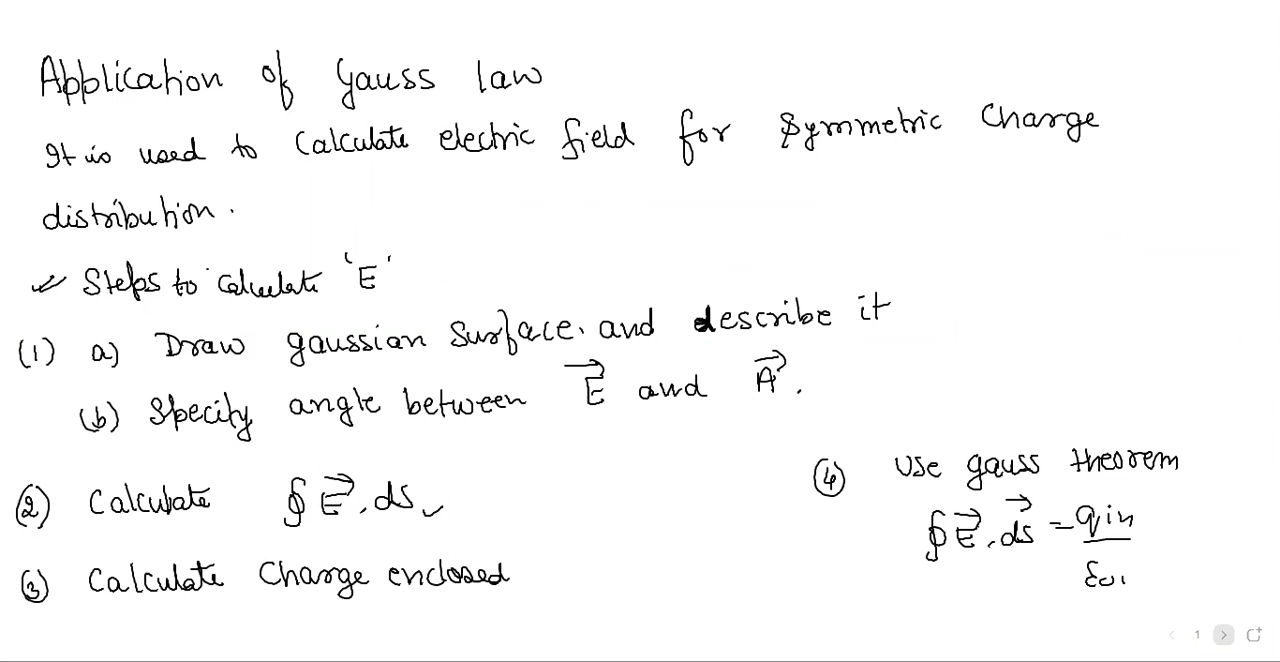 Application of Gauss law
It is used to Calculate electric field for Symmetric Charge
distribution.
✓ Steps to calculate 'E'
(1) a) Draw gaussian surface. and describe it
(b) Specify angle between E⃗ and A⃗.
(2) Calculate ∮E⃗.ds ✓
(3) Calculate Charge enclosed
(4) Use gauss theorem
∮E⃗.ds⃗ = qin/ε0
1